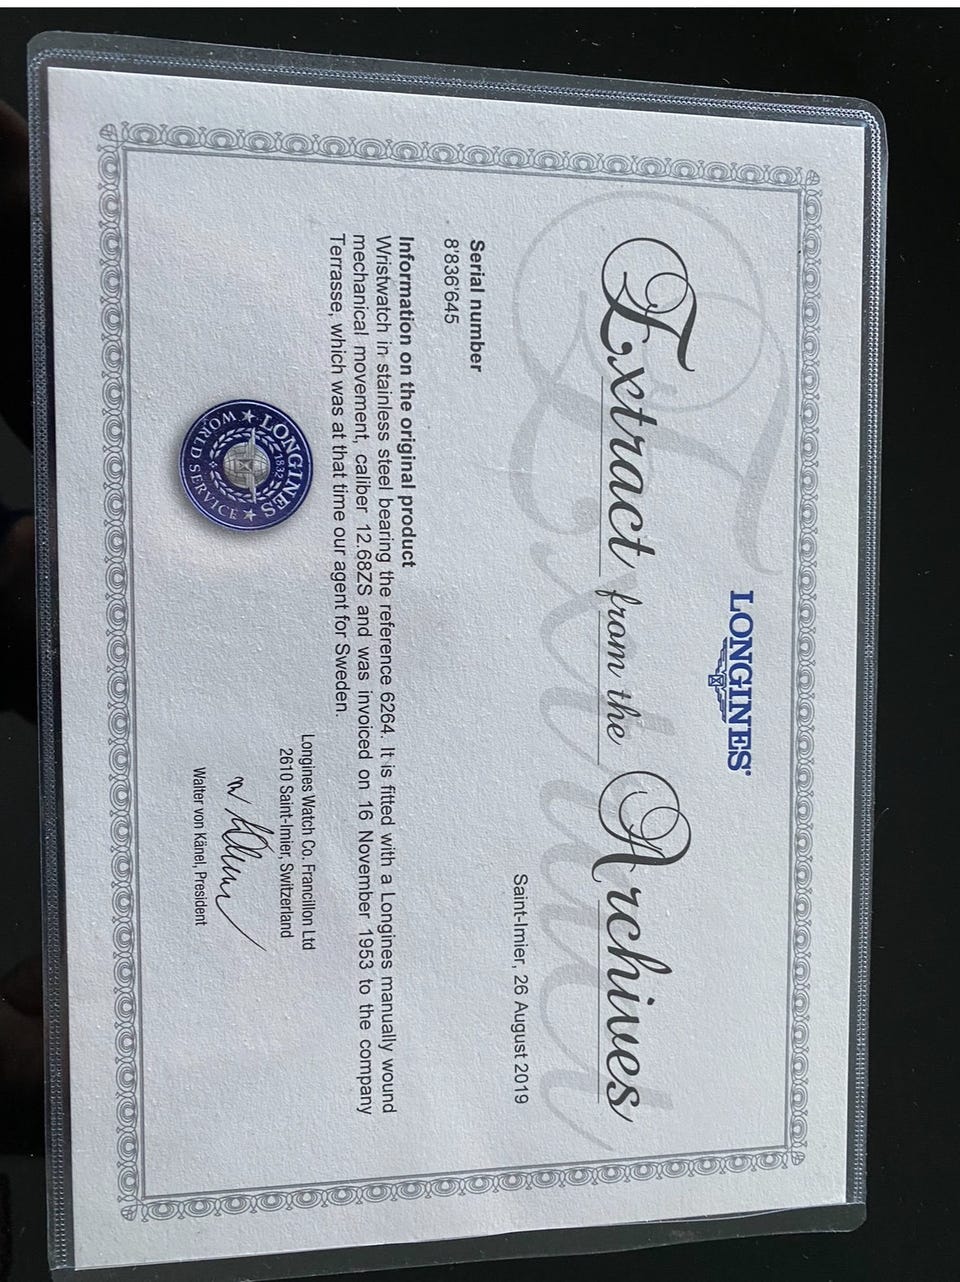 LONGINES
Extract from the Archives
Extrait
Saint-Imier, 26 August 2019
Serial number
8'836'645
Information on the original product
Wristwatch in stainless steel bearing the reference 6264. It is fitted with a Longines manually wound
mechanical movement, caliber 12.68ZS and was invoiced on 16 November 1953 to the company
Terrasse, which was at that time our agent for Sweden.
Longines Watch Co. Francillon Ltd
2610 Saint-Imier, Switzerland
Walter von Känel, President
LONGINES
1832
WORLD SERVICE